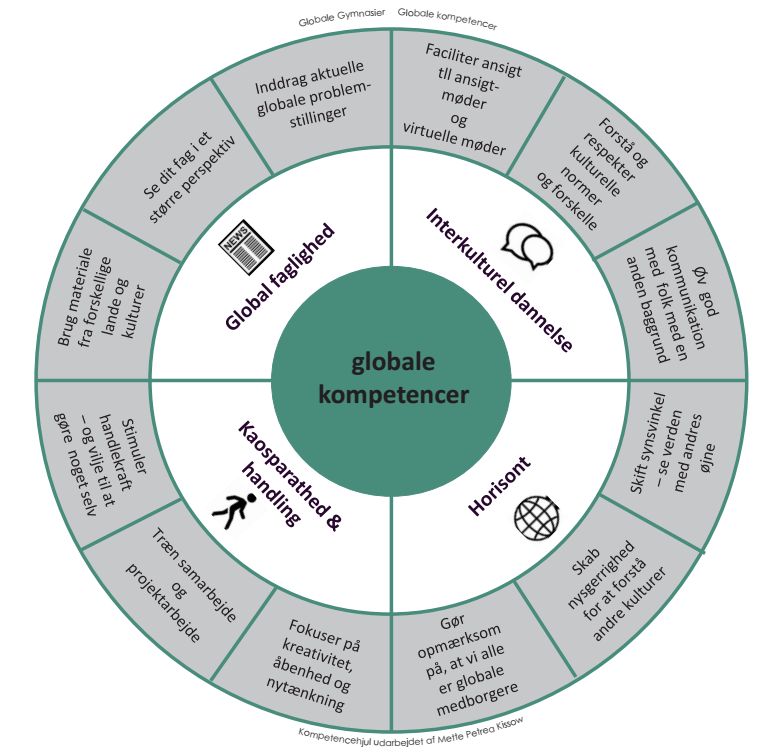 Globale Gymnasier
Globale kompetencer
Faciliter ansigt
tll ansigt-
møder
og
virtuelle møder
Forstå og
respekter
kulturelle
normer
og forskelle
Øv  god
kommunikation
med  folk med en
anden baggrund
Skift synsvinkel
– se verden
med andres
øjne
Skab
nysgerrighed
for at forstå
andre kulturer
Gør
opmærksom
på, at vi alle
er globale
medborgere
Fokuser på
kreativitet,
åbenhed og
nytænkning
Træn samarbejde
og
projektarbejde
Stimuler
handlekraft
– og vilje til at
gøre  noget selv
Brug materiale
fra forskellige
lande og
kulturer
Se dit fag i et
større perspektiv
Inddrag aktuelle
globale problem-
stillinger
NEWS
Global faglighed
Interkulturel dannelse
Horisont
Kaosparathed &
handling
globale
kompetencer
Kompetencehjul udarbejdet af Mette Petrea Kissow